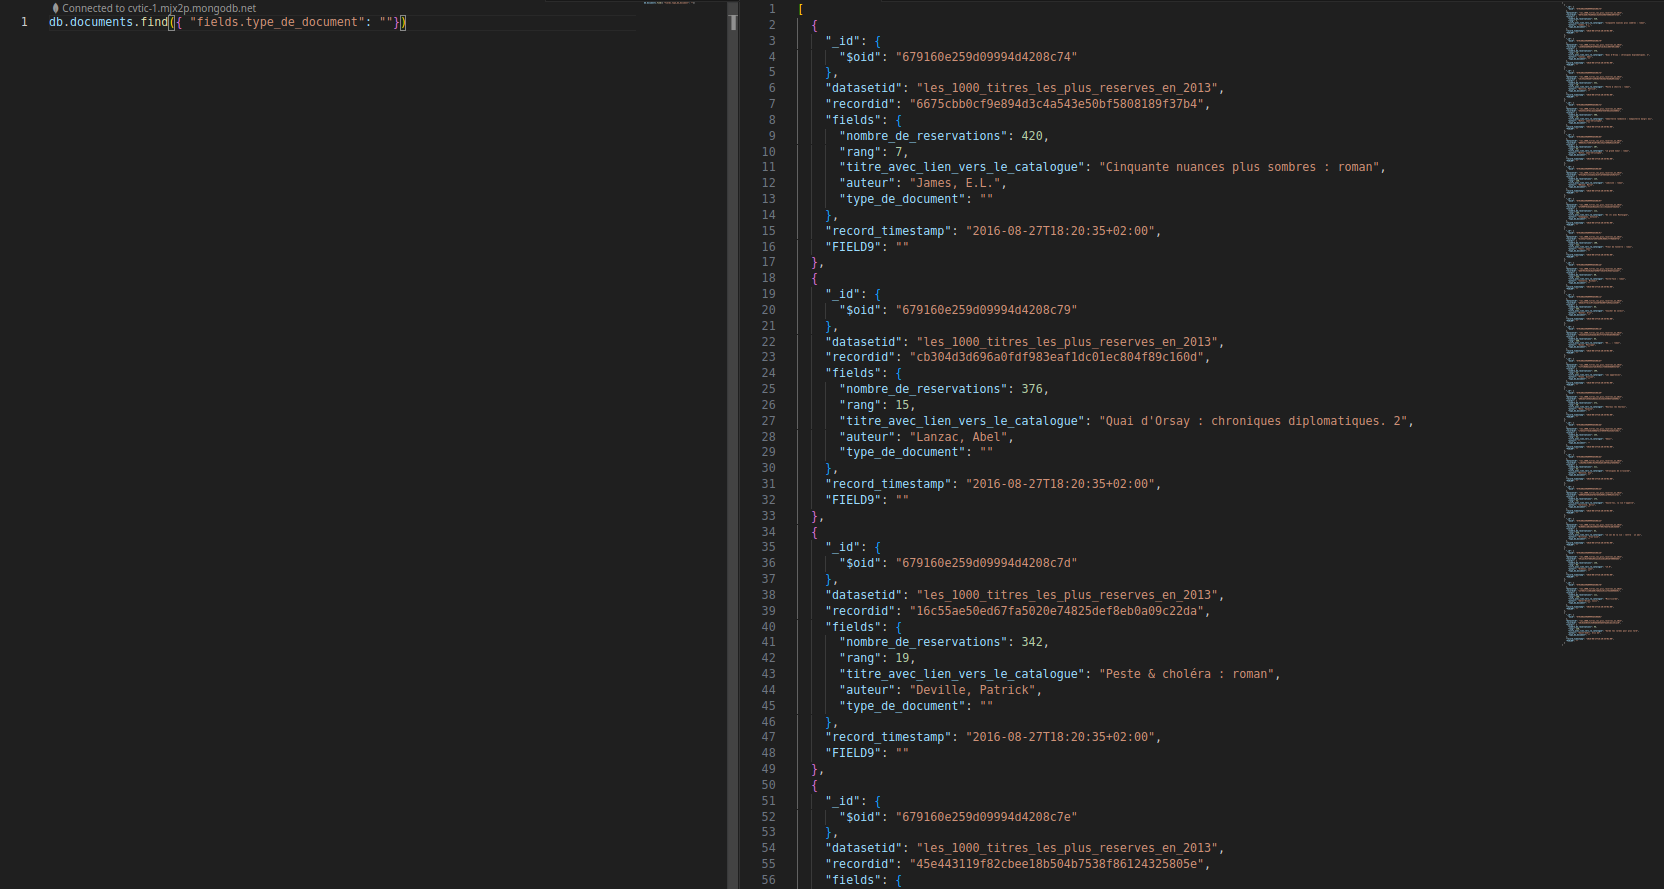 Connected to cvtic-1.mjx2p.mongodb.net
1 db.documents.find({ "fields.type_de_document": ""})
1 [
2 {
3 "_id": {
4 "$oid": "679160e259d09994d4208c74"
5 },
6 "datasetid": "les_1000_titres_les_plus_reserves_en_2013",
7 "recordid": "6675cbb0cf9e894d3c4a543e50bf5808189f37b4",
8 "fields": {
9 "nombre_de_reservations": 420,
10 "rang": 7,
11 "titre_avec_lien_vers_le_catalogue": "Cinquante nuances plus sombres : roman",
12 "auteur": "James, E.L.",
13 "type_de_document": ""
14 },
15 "record_timestamp": "2016-08-27T18:20:35+02:00",
16 "FIELD9": ""
17 },
18 {
19 "_id": {
20 "$oid": "679160e259d09994d4208c79"
21 },
22 "datasetid": "les_1000_titres_les_plus_reserves_en_2013",
23 "recordid": "cb304d3d696a0fdf983eaf1dc01ec804f89c160d",
24 "fields": {
25 "nombre_de_reservations": 376,
26 "rang": 15,
27 "titre_avec_lien_vers_le_catalogue": "Quai d'Orsay : chroniques diplomatiques. 2",
28 "auteur": "Lanzac, Abel",
29 "type_de_document": ""
30 },
31 "record_timestamp": "2016-08-27T18:20:35+02:00",
32 "FIELD9": ""
33 },
34 {
35 "_id": {
36 "$oid": "679160e259d09994d4208c7d"
37 },
38 "datasetid": "les_1000_titres_les_plus_reserves_en_2013",
39 "recordid": "16c55ae50ed67fa5020e74825def8eb0a09c22da",
40 "fields": {
41 "nombre_de_reservations": 342,
42 "rang": 19,
43 "titre_avec_lien_vers_le_catalogue": "Peste & choléra : roman",
44 "auteur": "Deville, Patrick",
45 "type_de_document": ""
46 },
47 "record_timestamp": "2016-08-27T18:20:35+02:00",
48 "FIELD9": ""
49 },
50 {
51 "_id": {
52 "$oid": "679160e259d09994d4208c7e"
53 },
54 "datasetid": "les_1000_titres_les_plus_reserves_en_2013",
55 "recordid": "45e443119f82cbee18b504b7538f86124325805e",
56 "fields": {